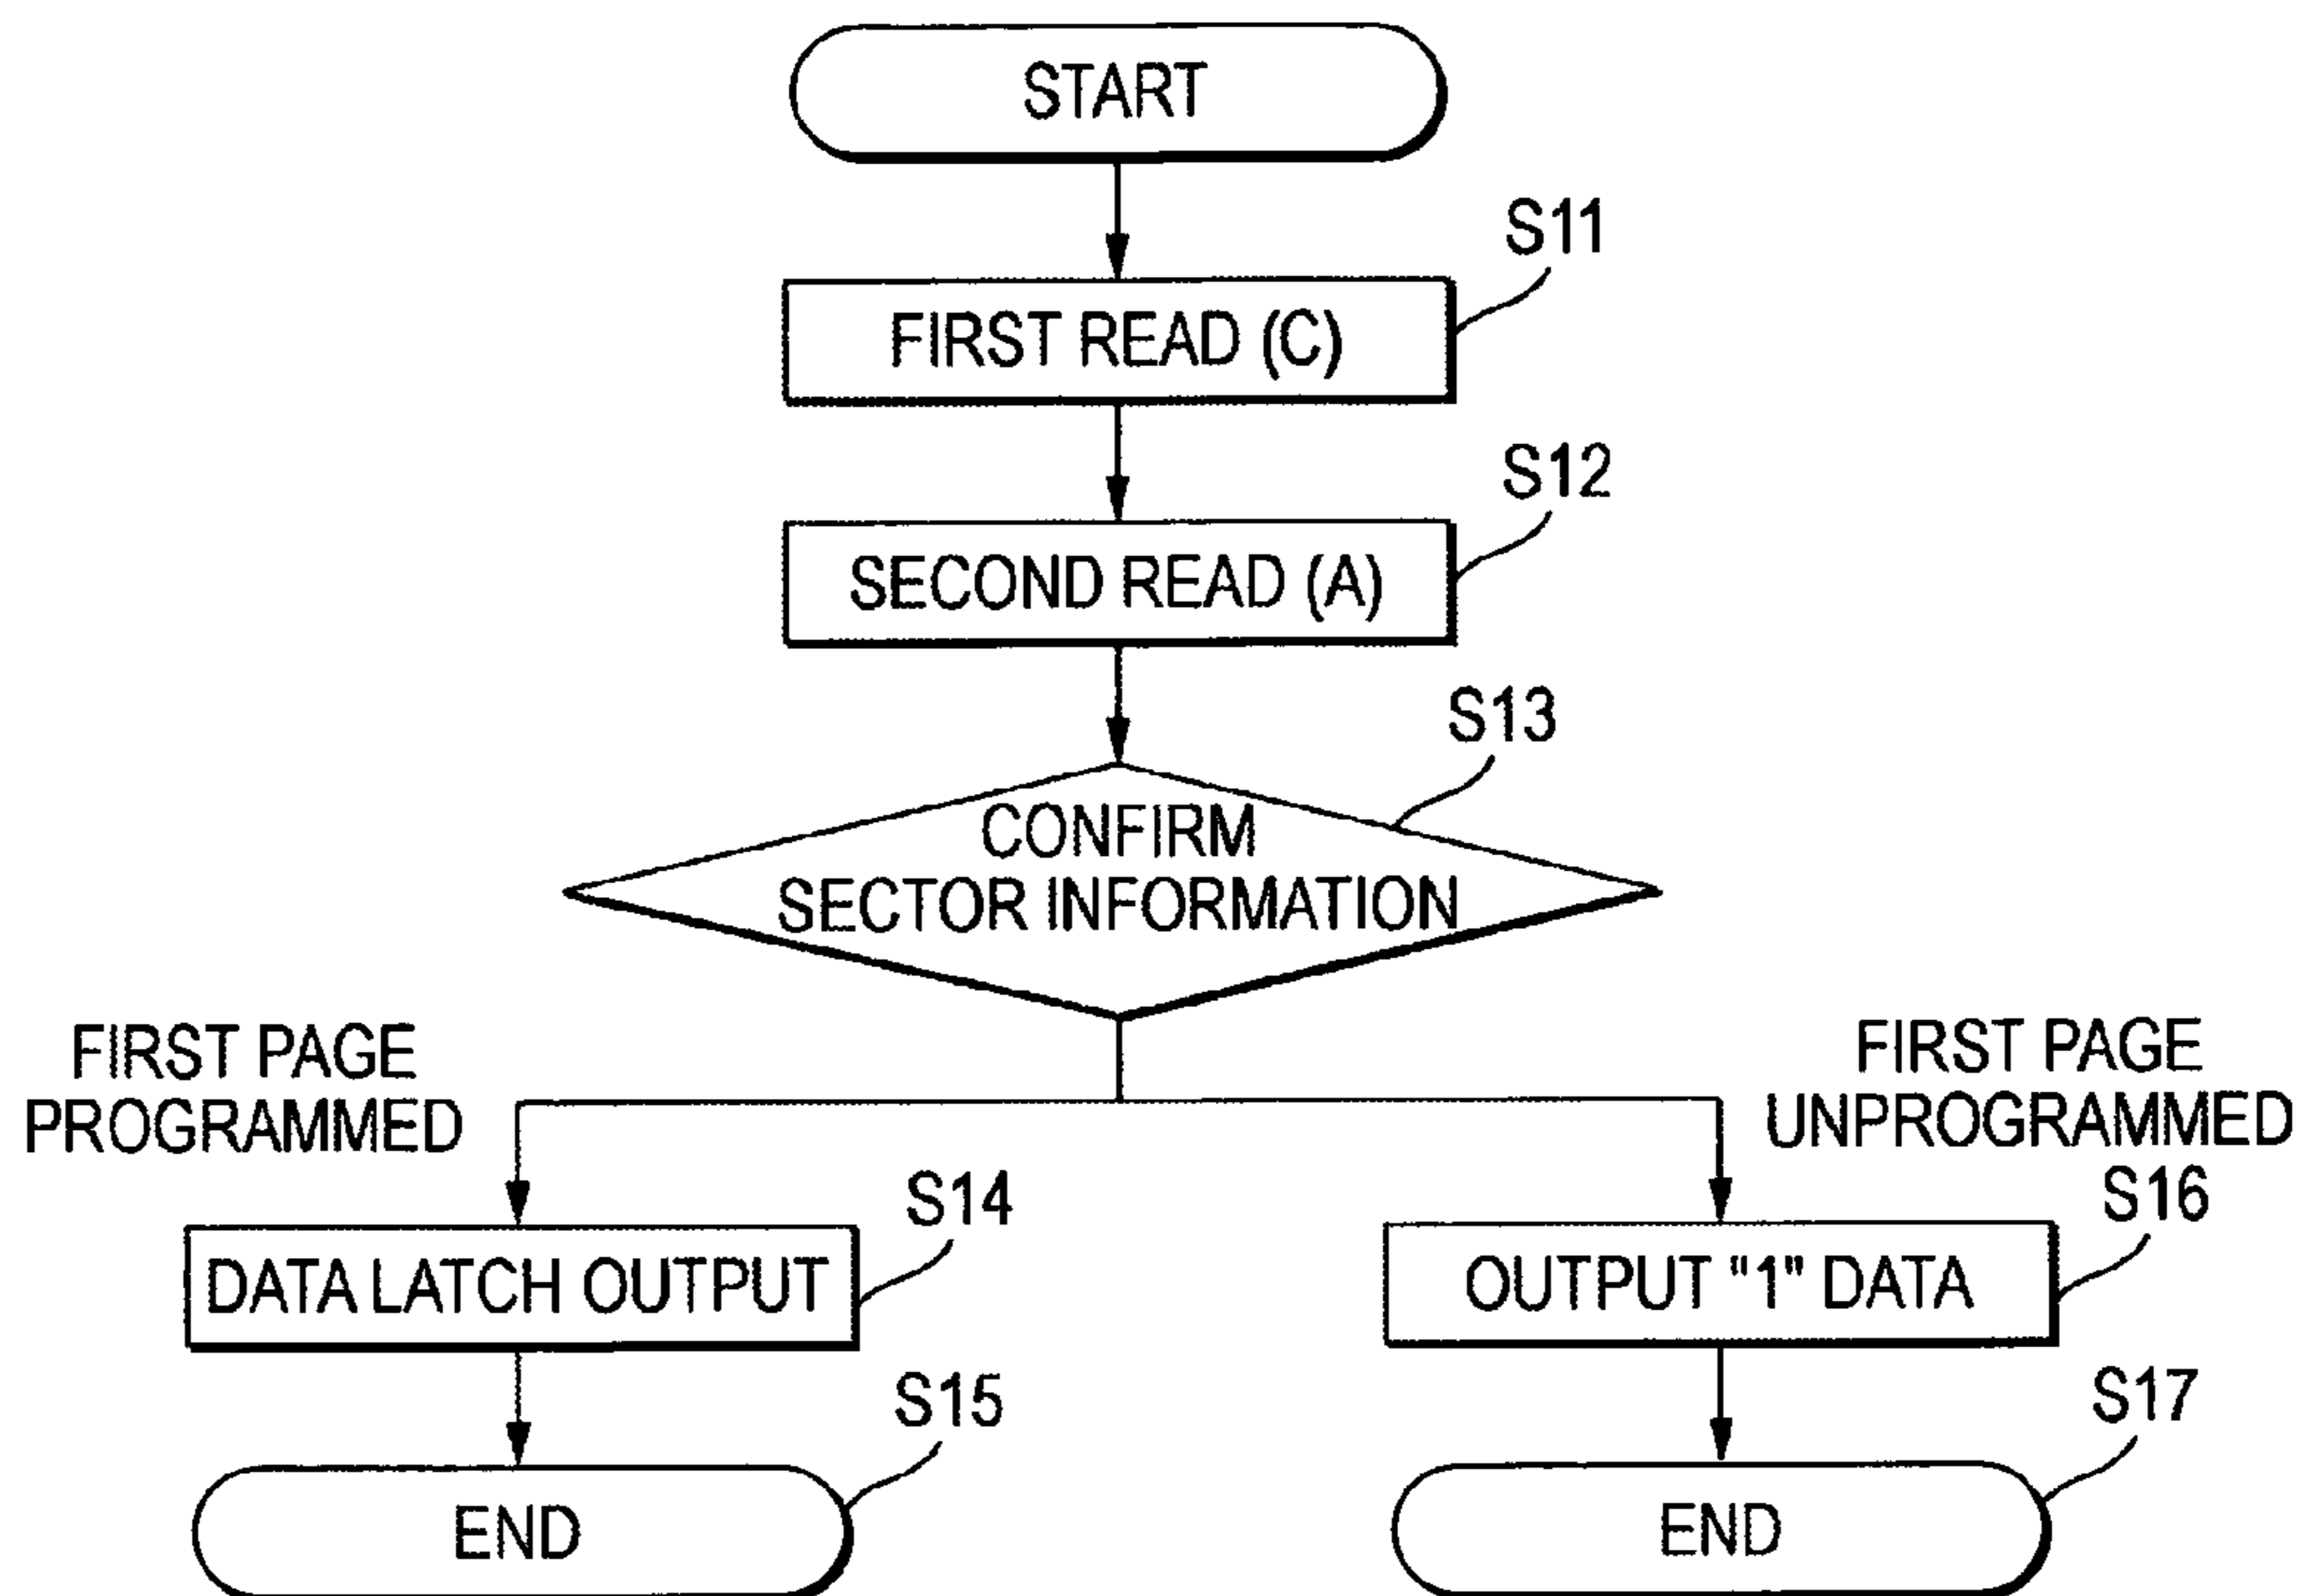 START
S11
FIRST READ (C)
S12
SECOND READ (A)
S13
CONFIRM
SECTOR INFORMATION
FIRST PAGE
PROGRAMMED
FIRST PAGE
UNPROGRAMMED
S14
DATA LATCH OUTPUT
S16
OUTPUT "1" DATA
S15
END
S17
END